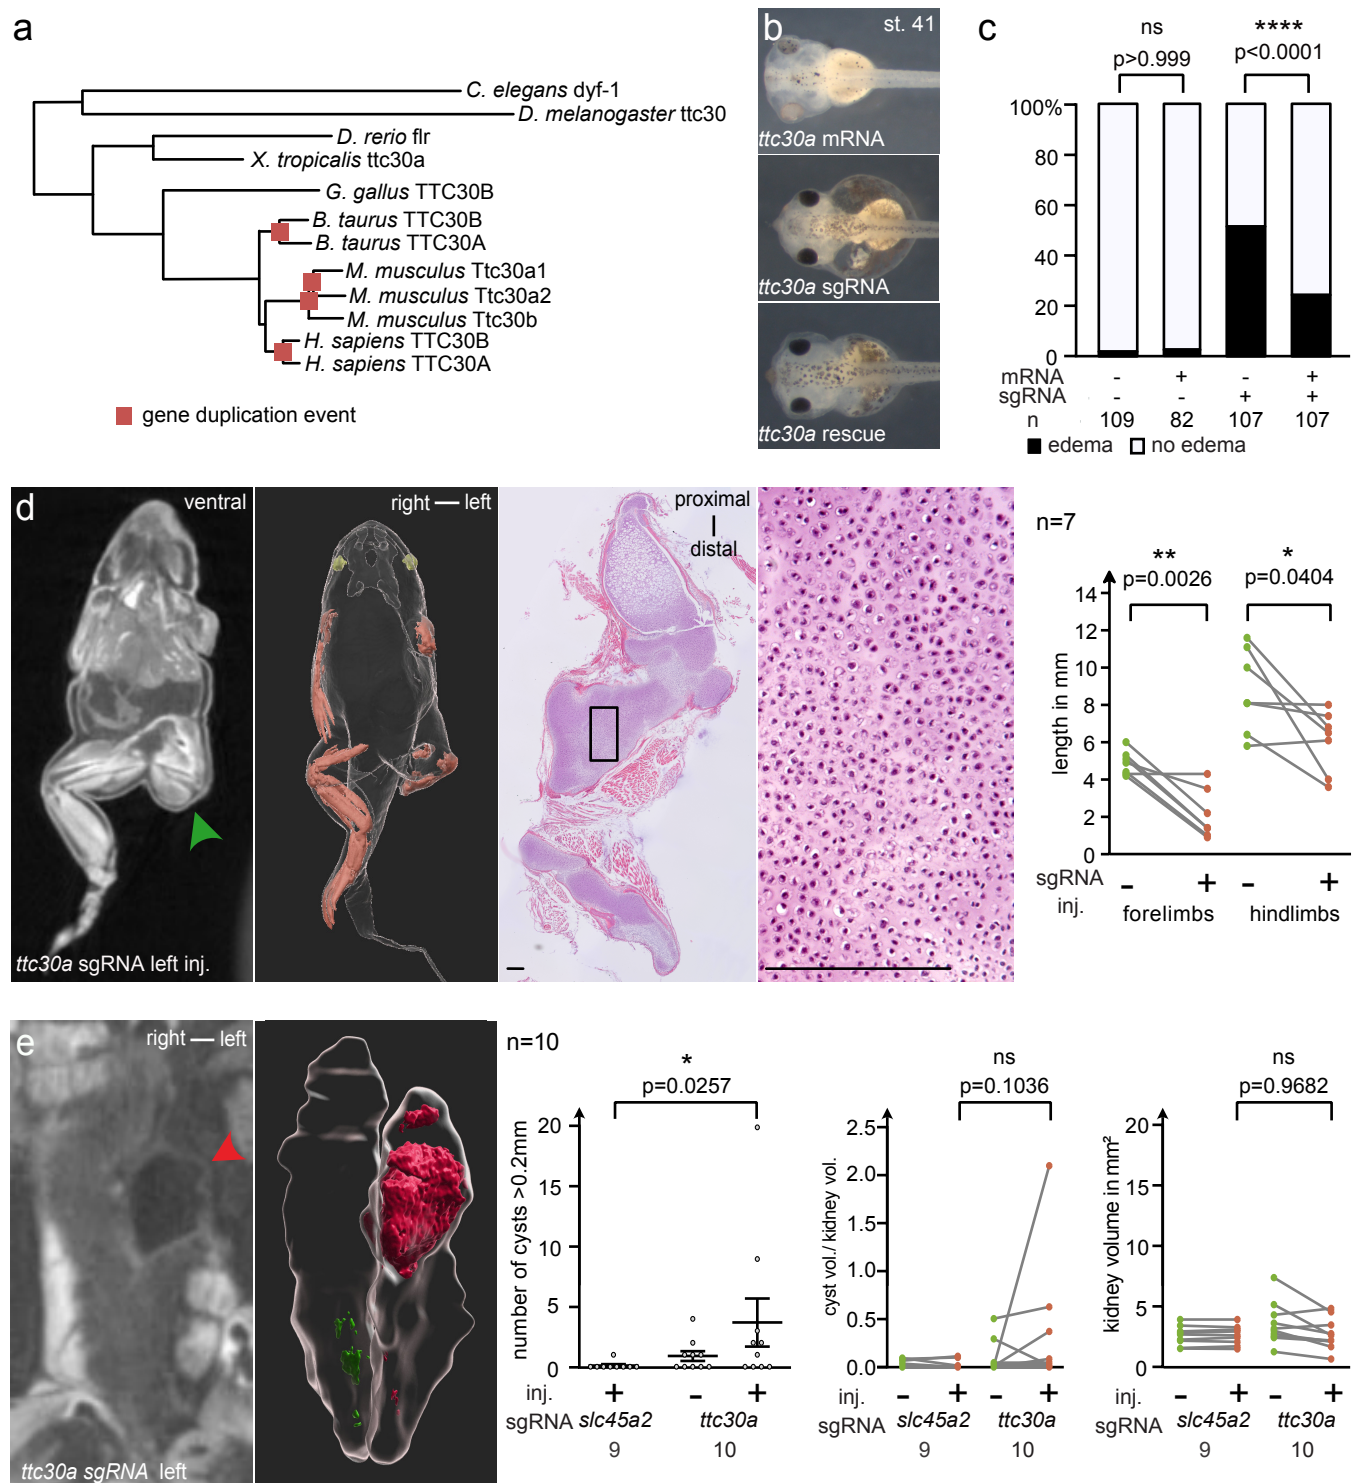 a
C. elegans dyf-1
D. melanogaster ttc30
D. rerio flr
X. tropicalis ttc30a
G. gallus TTC30B
B. taurus TTC30B
B. taurus TTC30A
M. musculus Ttc30a1
M. musculus Ttc30a2
M. musculus Ttc30b
H. sapiens TTC30B
H. sapiens TTC30A
gene duplication event
b
st. 41
ttc30a mRNA
ttc30a sgRNA
ttc30a rescue
c
ns
****
p>0.999
p<0.0001
100%
80
60
40
20
0
mRNA - + - +
sgRNA - - + +
n 109 82 107 107
edema no edema
d
ventral
ttc30a sgRNA left inj.
right — left
proximal
distal
n=7
** *
p=0.0026 p=0.0404
length in mm
14
12
10
8
6
4
2
0
sgRNA - + - +
inj.
forelimbs hindlimbs
e
right — left
ttc30a sgRNA left
n=10
*
p=0.0257
number of cysts >0.2mm
20
15
10
5
0
inj. + - +
sgRNA slc45a2 ttc30a
9 10
ns
p=0.1036
cyst vol./ kidney vol.
2.5
2.0
1.5
1.0
0.5
0.0
inj. - + - +
sgRNA slc45a2 ttc30a
9 10
ns
p=0.9682
kidney volume in mm²
20
15
10
5
0
inj. - + - +
sgRNA slc45a2 ttc30a
9 10